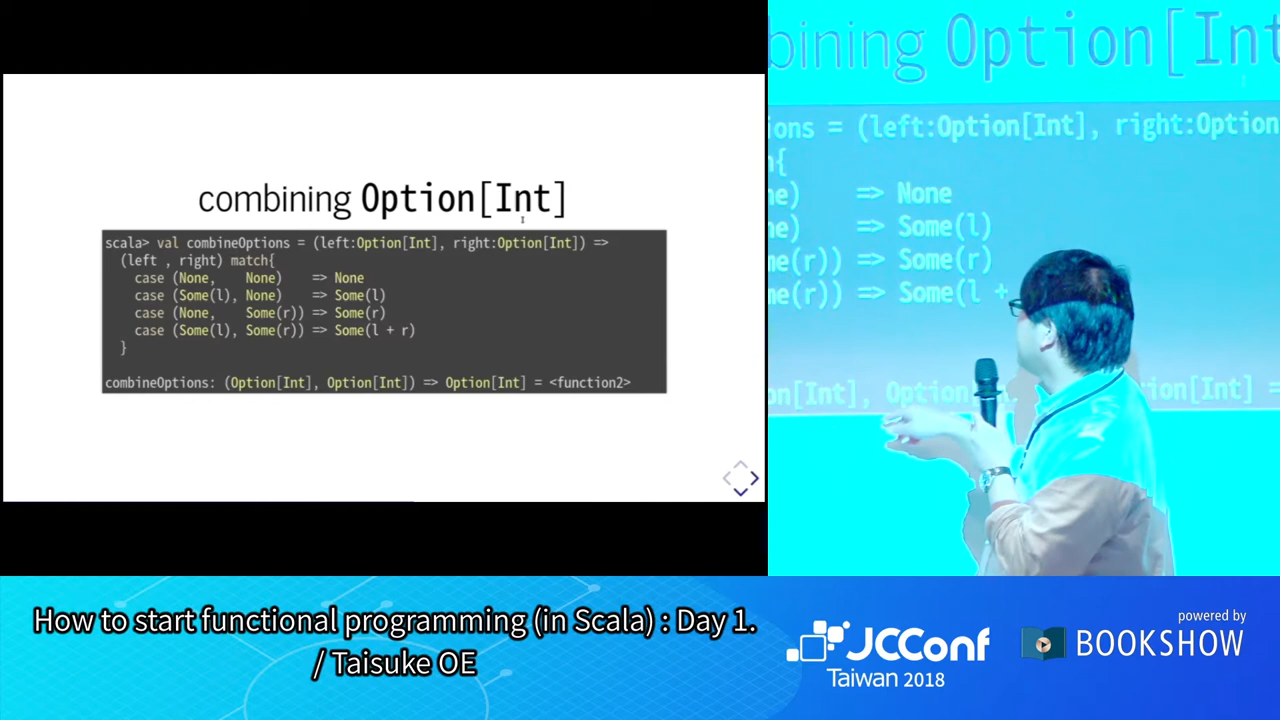 combining Option[Int]
scala> val combineOptions = (left:Option[Int], right:Option[Int]) =>
(left , right) match{
case (None, None) => None
case (Some(l), None) => Some(l)
case (None, Some(r)) => Some(r)
case (Some(l), Some(r)) => Some(l + r)
}
combineOptions: (Option[Int], Option[Int]) => Option[Int] = <function2>
bining Option[Int
ions = (left:Option[Int], right:Option
{
e) => None
) => Some(l)
me(r)) => Some(r)
me(r)) => Some(l +
on[Int], Option ion[Int] =
How to start functional programming (in Scala) : Day 1.
/ Taisuke OE
JCConf
Taiwan 2018
powered by
BOOKSHOW